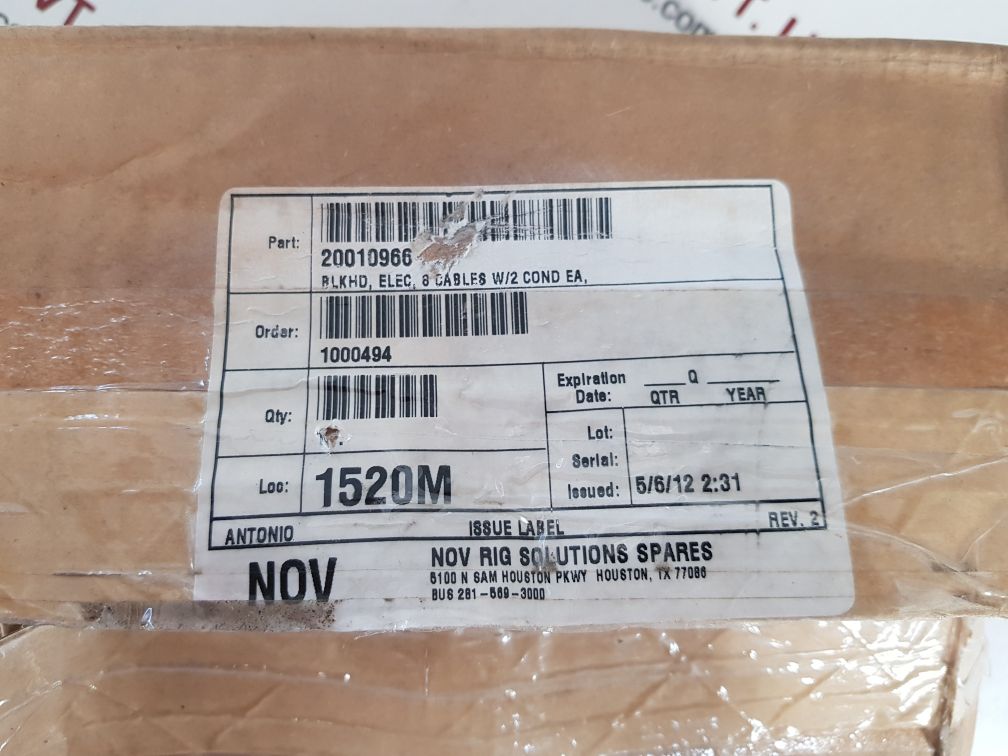 Part:
20010966
BLKHD, ELEC, 8 CABLES W/2 COND EA,
Order:
1000494
Qty:
Expiration Date: ___Q ______
QTR YEAR
Lot:
Serial:
Loc: 1520M
Issued: 5/6/12 2:31
ANTONIO ISSUE LABEL REV. 2
NOV
NOV RIG SOLUTIONS SPARES
5100 N SAM HOUSTON PKWY HOUSTON, TX 77086
BUS 281-569-3000